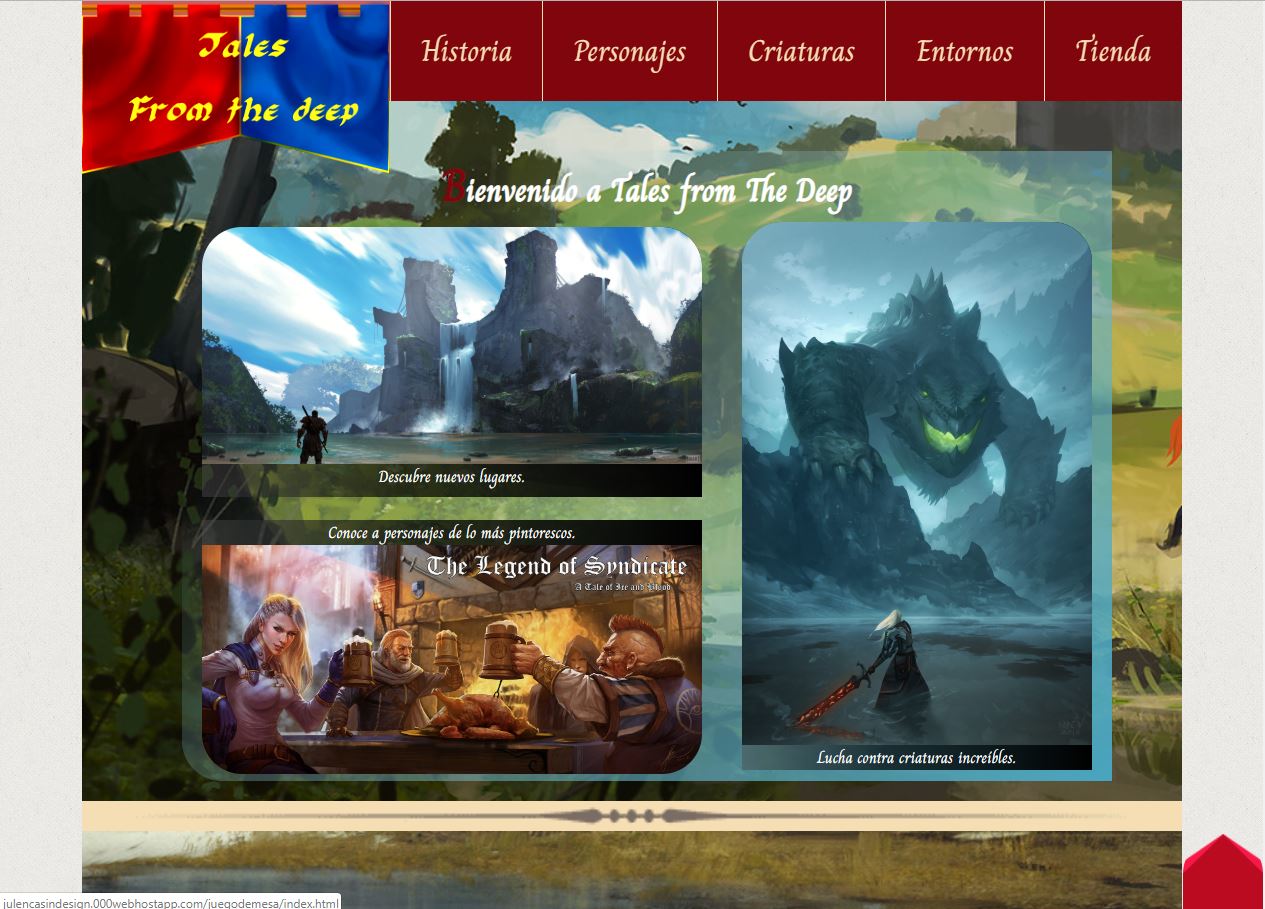 Tales
From the deep
Historia
Personajes
Criaturas
Entornos
Tienda
Bienvenido a Tales from The Deep
Descubre nuevos lugares.
Conoce a personajes de lo más pintorescos.
The Legend of Syndicate
A Tale of Ice and Blood
Lucha contra criaturas increíbles.
julencasindesign.000webhostapp.com/juegodemesa/index.html